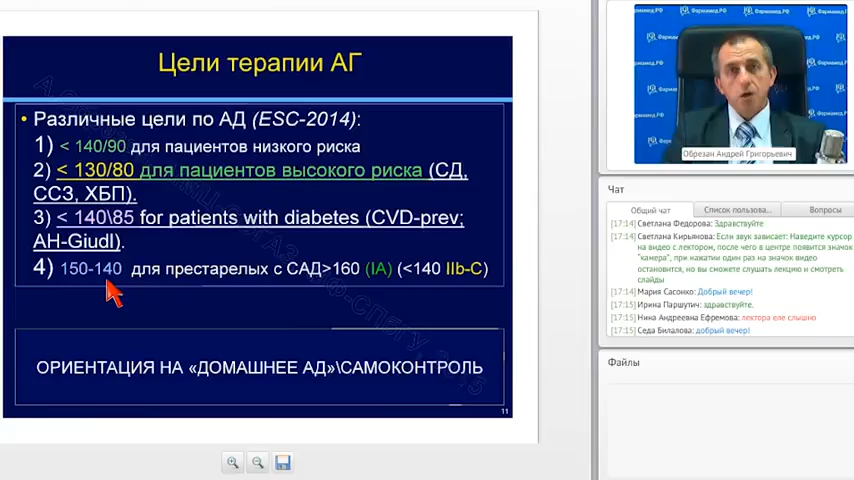 Цели терапии АГ
• Различные цели по АД (ESC-2014):
1) < 140/90 для пациентов низкого риска
2) < 130/80 для пациентов высокого риска (СД,
ССЗ, ХБП).
3) < 140\85 for patients with diabetes (CVD-prev;
AH-Giudl).
4) 150-140 для престарелых с САД>160 (IA) (<140 IIb-C)
ОРИЕНТАЦИЯ НА «ДОМАШНЕЕ АД»\САМОКОНТРОЛЬ
11
Фармамед.РФ
Обрезан Андрей Григорьевич
Чат
Общий чат
Список пользова...
Вопросы
[17:14] Светлана Федорова: Здравствуйте
[17:14] Светлана Кирьянова: Если звук зависает: Наведите курсор
на видео с лектором, после чего в центре появится значок
"камера", при нажатии один раз на значок видео
остановится, но вы сможете слушать лекцию и смотреть
слайды
[17:14] Мария Сасонко: Добрый вечер!
[17:15] Ирина Паршутич: здравствуйте.
[17:15] Нина Андреевна Ефремова: лектора еле слышно
[17:15] Седа Билалова: добрый вечер!
Файлы